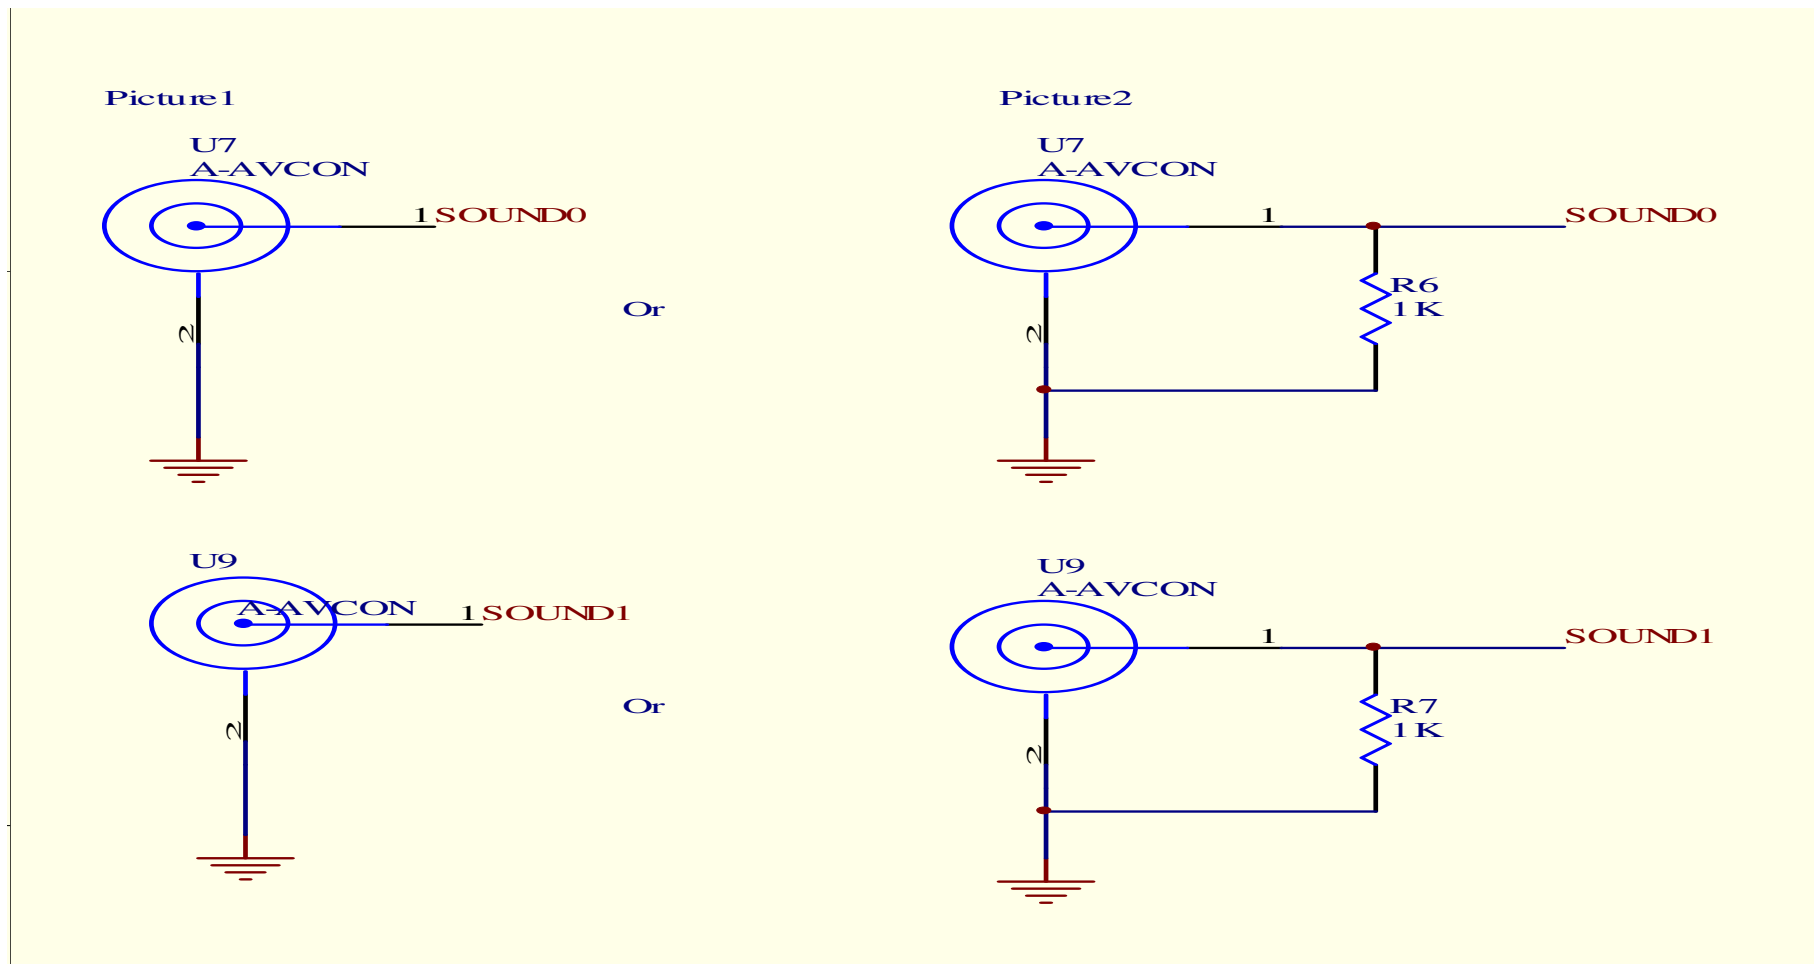 Picture1
Picture2
U7
A-AVCON
1 SOUND0
2
Or
U7
A-AVCON
1
SOUND0
R6
1K
2
U9
A-AVCON
1 SOUND1
2
Or
U9
A-AVCON
1
SOUND1
R7
1K
2